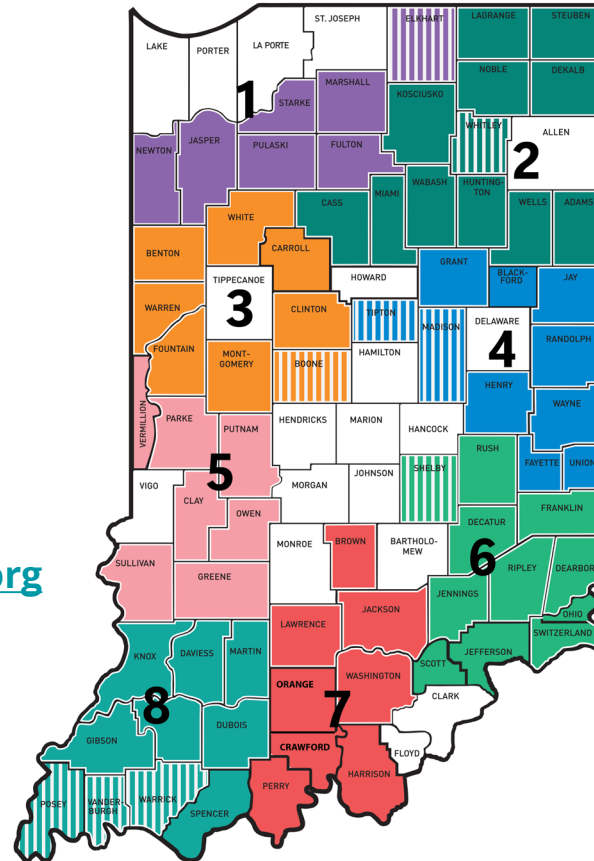 ST. JOSEPH
ELKHART
LAGRANGE
STEUBEN
LAKE
PORTER
LA PORTE
NOBLE
DEKALB
MARSHALL
KOSCIUSKO
1
STARKE
WHITLEY
ALLEN
NEWTON
JASPER
PULASKI
FULTON
2
WABASH
HUNTING-
TON
MIAMI
CASS
WELLS
ADAMS
WHITE
CARROLL
BENTON
GRANT
BLACK-
FORD
JAY
TIPPECANOE
HOWARD
3
WARREN
CLINTON
TIPTON
MADISON
DELAWARE
4
RANDOLPH
FOUNTAIN
MONT-
GOMERY
BOONE
HAMILTON
HENRY
WAYNE
VERMILLION
PARKE
PUTNAM
HENDRICKS
MARION
HANCOCK
RUSH
FAYETTE
UNION
5
VIGO
CLAY
MORGAN
JOHNSON
SHELBY
OWEN
DECATUR
FRANKLIN
MONROE
BROWN
BARTHOLO-
MEW
6
RIPLEY
DEARBOR
org
SULLIVAN
GREENE
JENNINGS
OHIO
SWITZERLAND
LAWRENCE
JACKSON
JEFFERSON
KNOX
DAVIESS
MARTIN
SCOTT
ORANGE
WASHINGTON
CLARK
8
7
DUBOIS
GIBSON
CRAWFORD
FLOYD
HARRISON
PERRY
POSEY
VANDER-
BURGH
WARRICK
SPENCER